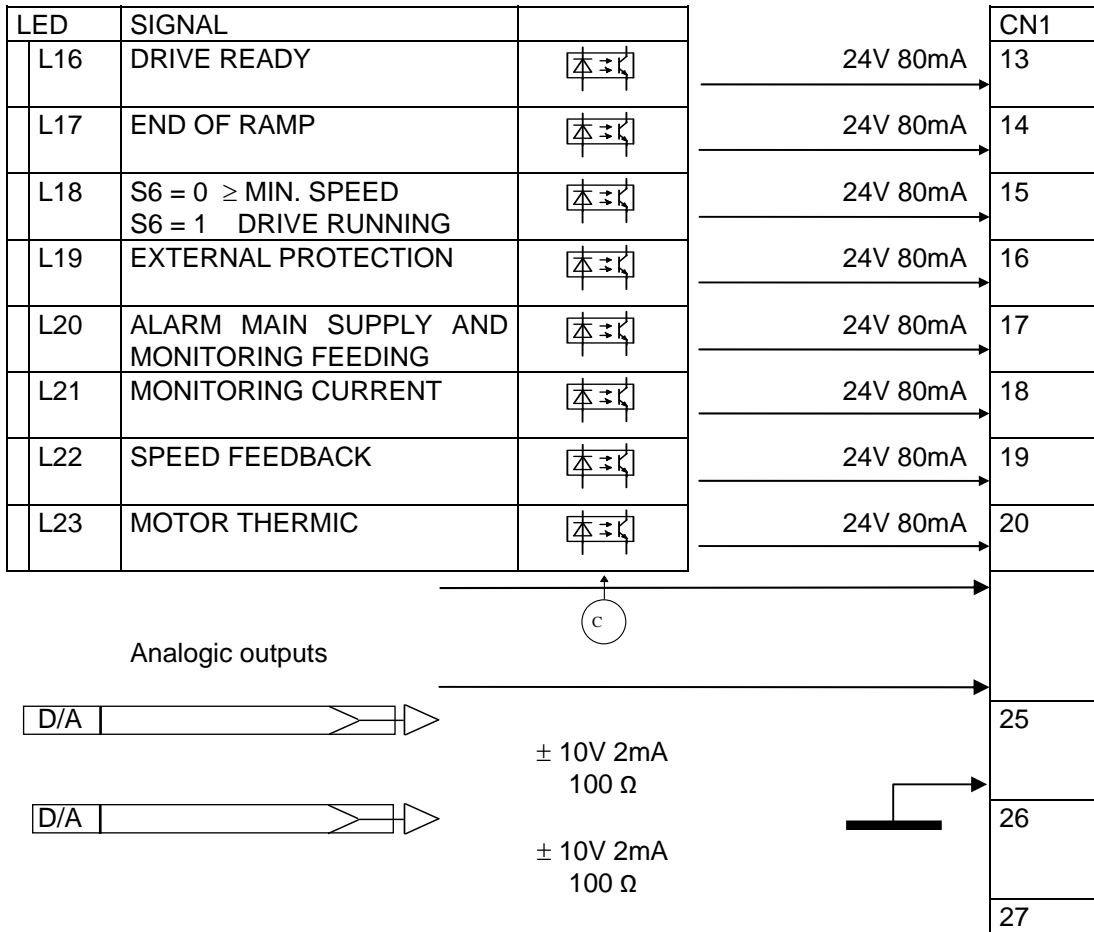 LED SIGNAL CN1
L16 DRIVE READY 24V 80mA 13
L17 END OF RAMP 24V 80mA 14
L18 S6 = 0 ≥ MIN. SPEED 24V 80mA 15
S6 = 1 DRIVE RUNNING
L19 EXTERNAL PROTECTION 24V 80mA 16
L20 ALARM MAIN SUPPLY AND 24V 80mA 17
MONITORING FEEDING
L21 MONITORING CURRENT 24V 80mA 18
L22 SPEED FEEDBACK 24V 80mA 19
L23 MOTOR THERMIC 24V 80mA 20
C
Analogic outputs
D/A 25
± 10V 2mA
100 Ω
D/A 26
± 10V 2mA
100 Ω
27